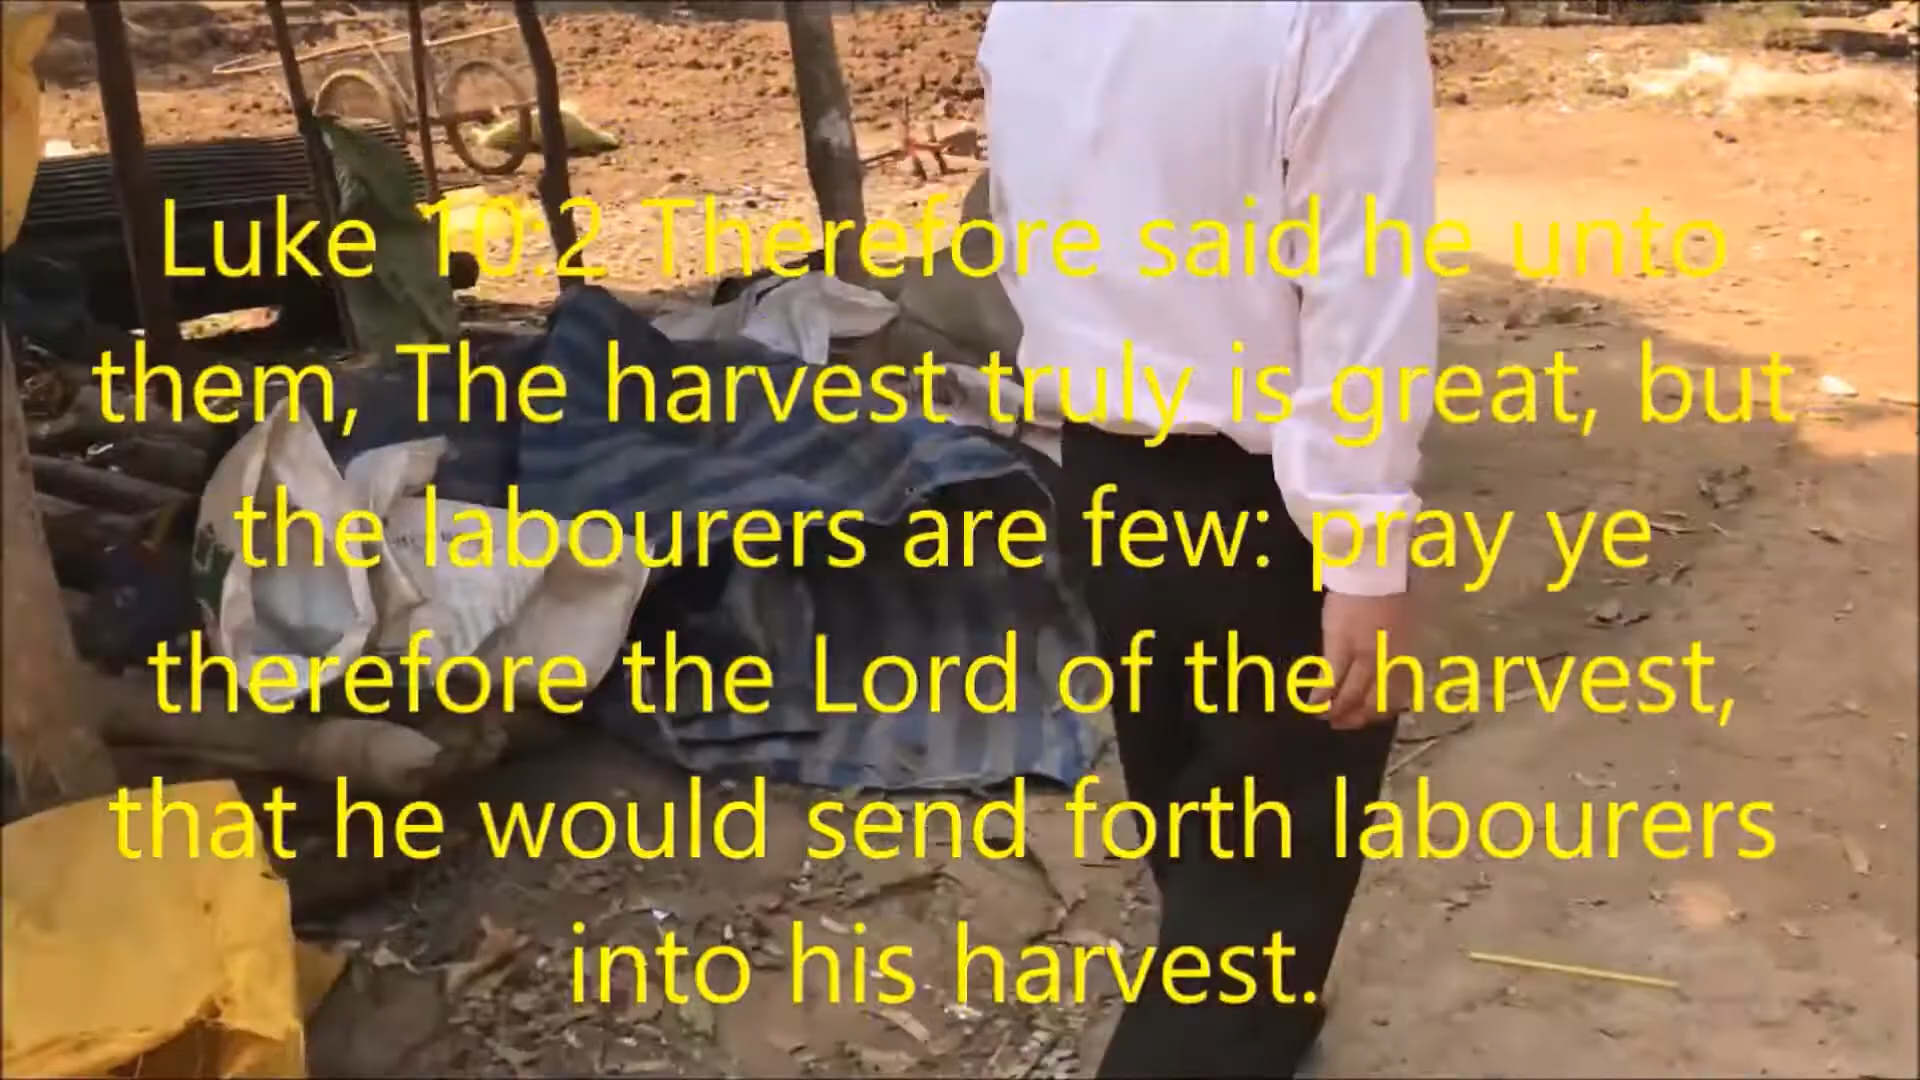 Luke 10:2 Therefore said he unto
them, The harvest truly is great, but
the labourers are few: pray ye
therefore the Lord of the harvest,
that he would send forth labourers
into his harvest.